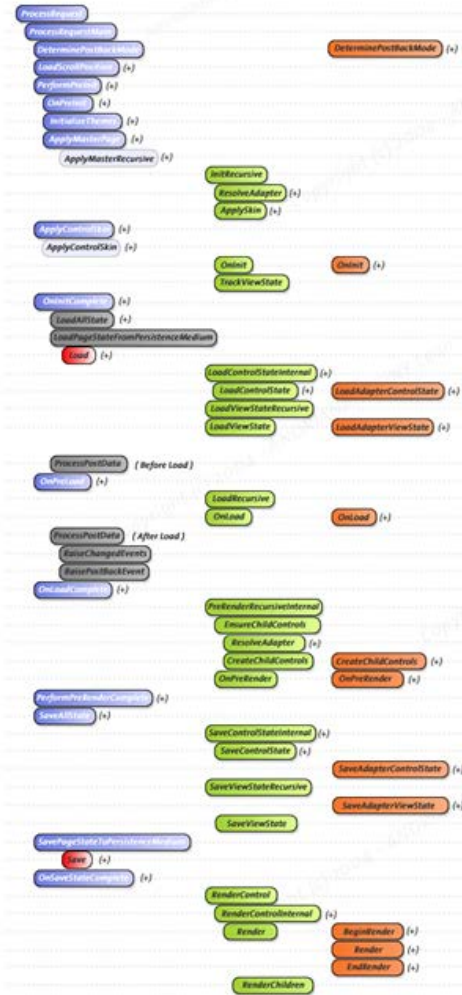 ProcessRequest
ProcessRequestMain
DeterminePostBackMode DeterminePostBackMode (+)
LoadScrollPosition (+)
PerformPreInit
OnPreInit (+)
InitializeThemes (+)
ApplyMasterPage (+)
ApplyMasterRecursive (+)
InitRecursive
ResolveAdapter (+)
ApplySkin (+)
ApplyControlSkin (+)
ApplyControlSkin (+)
OnInit OnInit (+)
TrackViewState
OnInitComplete (+)
LoadAllState (+)
LoadPageStateFromPersistenceMedium
Load (+)
LoadControlStateInternal (+)
LoadControlState (+) LoadAdapterControlState (+)
LoadViewStateRecursive
LoadViewState LoadAdapterViewState (+)
ProcessPostData ( Before Load )
OnPreLoad (+)
LoadRecursive
OnLoad OnLoad (+)
ProcessPostData ( After Load )
RaiseChangedEvents
RaisePostBackEvent
OnLoadComplete (+)
PreRenderRecursiveInternal
EnsureChildControls
ResolveAdapter (+)
CreateChildControls CreateChildControls (+)
OnPreRender OnPreRender (+)
PerformPreRenderComplete (+)
SaveAllState (+)
SaveControlStateInternal (+)
SaveControlState (+)
SaveAdapterControlState (+)
SaveViewStateRecursive
SaveAdapterViewState (+)
SaveViewState
SavePageStateToPersistenceMedium
Save (+)
OnSaveStateComplete (+)
RenderControl
RenderControlInternal (+)
Render BeginRender (+)
Render (+)
EndRender (+)
RenderChildren